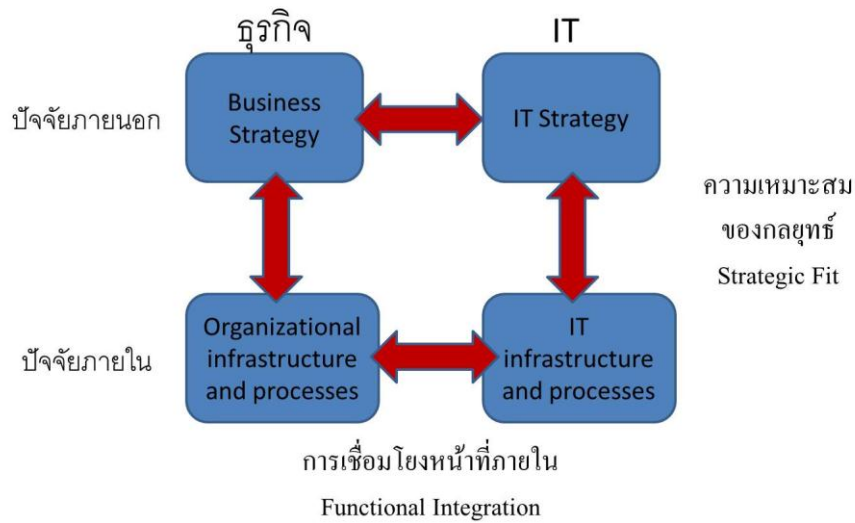 ธุรกิจ IT
ปัจจัยภายนอก
Business
Strategy
IT Strategy
ความเหมาะสม
ของกลยุทธ์
Strategic Fit
ปัจจัยภายใน
Organizational
infrastructure
and processes
IT
infrastructure
and processes
การเชื่อมโยงหน้าที่ภายใน
Functional Integration